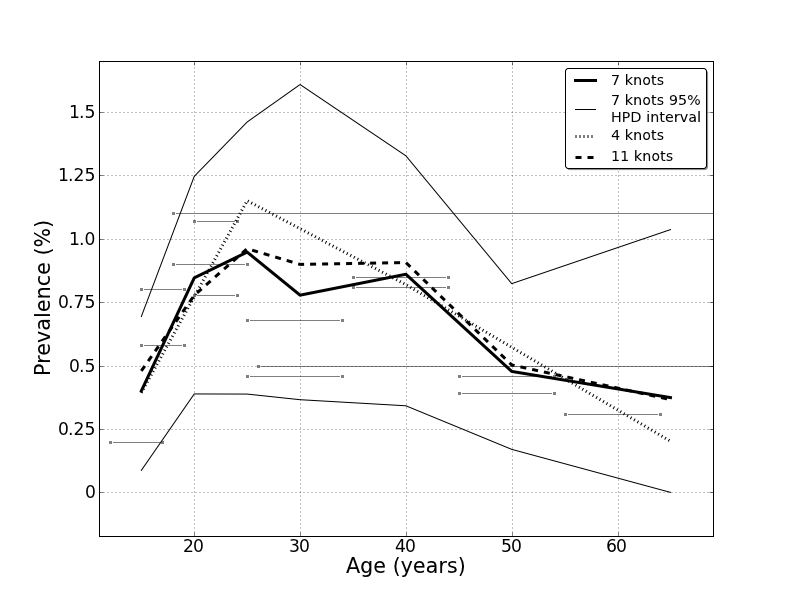 7 knots
7 knots 95%
HPD interval
4 knots
11 knots
1.5
1.25
1.0
0.75
0.5
0.25
0
Prevalence (%)
20 30 40 50 60
Age (years)